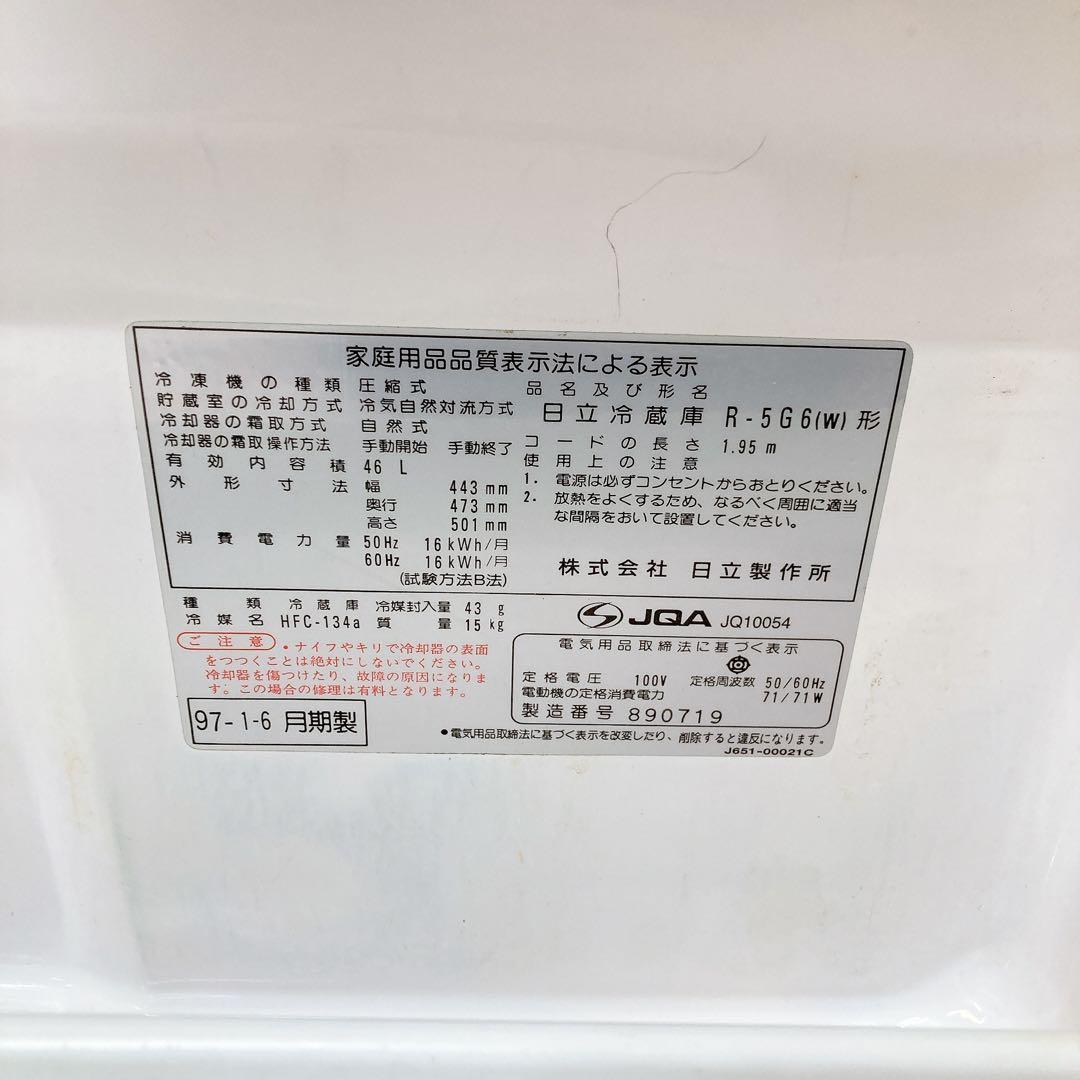 家庭用品品質表示法による表示
冷凍機の種類 圧縮式
貯蔵室の冷却方式 冷気自然対流方式
冷却器の霜取方式 自然式
冷却器の霜取操作方法 手動開始 手動終了
有効内容積 46 L
外形寸法 幅 443 mm
奥行 473 mm
高さ 501 mm
消費電力量 50Hz 16 kWh/月
60Hz 16 kWh/月
(試験方法B法)
品名及び形名
日立冷蔵庫 R-5G6(W)形
コードの長さ 1.95 m
使用上の注意
1. 電源は必ずコンセントからおとりください。
2. 放熱をよくするため、なるべく周囲に適当
な間隔をおいて設置してください。
株式会社 日立製作所
種類 冷蔵庫 冷媒封入量 43 g
冷媒名 HFC-134a 質量 15 kg
ご注意 •ナイフやキリで冷却器の表面
をつつくことは絶対にしないでください。
冷却器を傷つけたり、故障の原因になりま
す。この場合の修理は有料となります。
97-1-6 月期製
JQA JQ10054
電気用品取締法に基づく表示
定格電圧 100V 定格周波数 50/60Hz
電動機の定格消費電力 71/71W
製造番号 890719
•電気用品取締法に基づく表示を改変したり、削除すると違反になります。
J651-00021C